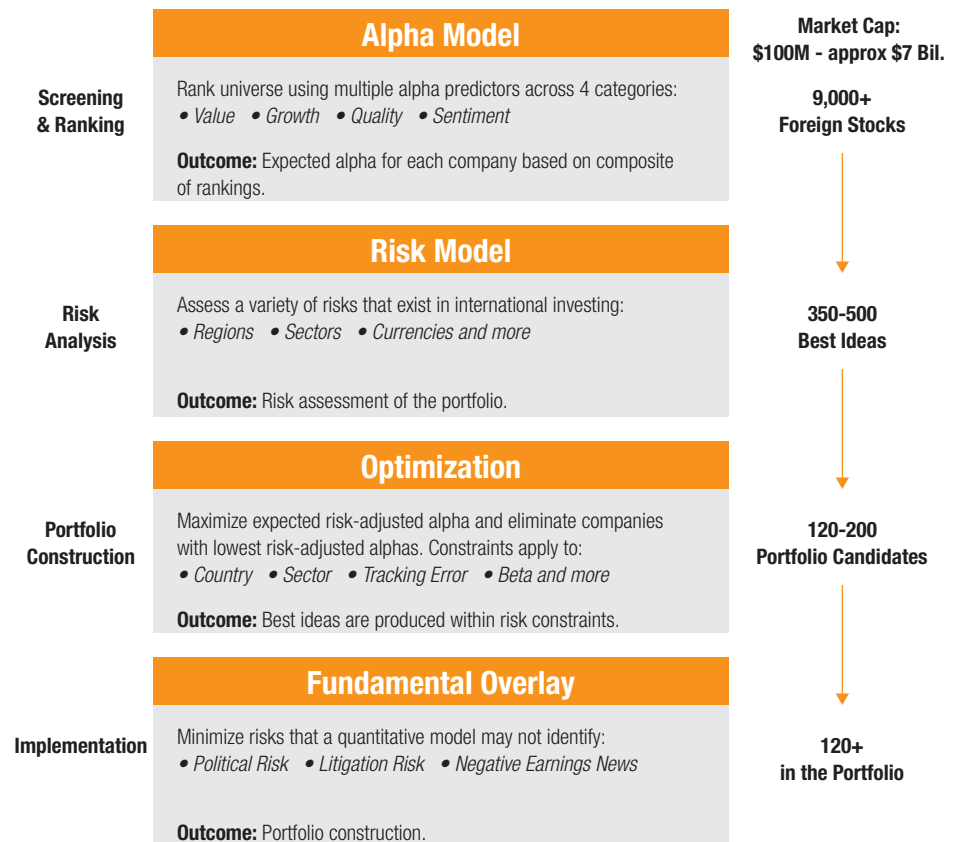 Alpha Model
Market Cap:
$100M - approx $7 Bil.
Screening
& Ranking
Rank universe using multiple alpha predictors across 4 categories:
• Value • Growth • Quality • Sentiment
Outcome: Expected alpha for each company based on composite
of rankings.
9,000+
Foreign Stocks
Risk Model
Risk
Analysis
Assess a variety of risks that exist in international investing:
• Regions • Sectors • Currencies and more
Outcome: Risk assessment of the portfolio.
350-500
Best Ideas
Optimization
Portfolio
Construction
Maximize expected risk-adjusted alpha and eliminate companies
with lowest risk-adjusted alphas. Constraints apply to:
• Country • Sector • Tracking Error • Beta and more
Outcome: Best ideas are produced within risk constraints.
120-200
Portfolio Candidates
Fundamental Overlay
Implementation
Minimize risks that a quantitative model may not identify:
• Political Risk • Litigation Risk • Negative Earnings News
Outcome: Portfolio construction.
120+
in the Portfolio